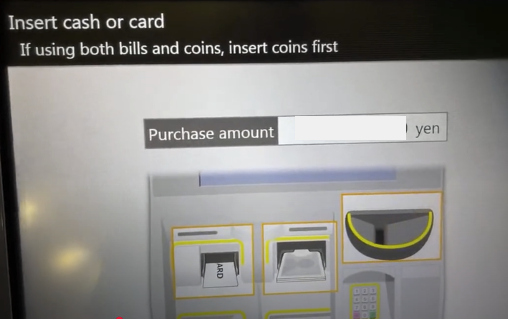 Insert cash or card
If using both bills and coins, insert coins first
Purchase amount
yen
ARD